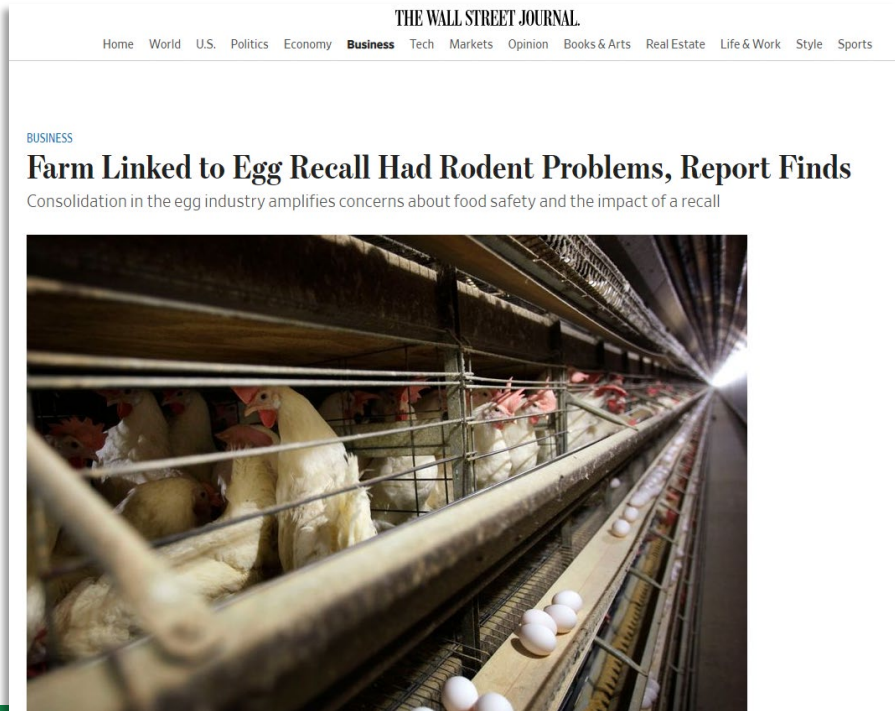 THE WALL STREET JOURNAL.
Home World U.S. Politics Economy Business Tech Markets Opinion Books & Arts Real Estate Life & Work Style Sports
BUSINESS
Farm Linked to Egg Recall Had Rodent Problems, Report Finds
Consolidation in the egg industry amplifies concerns about food safety and the impact of a recall